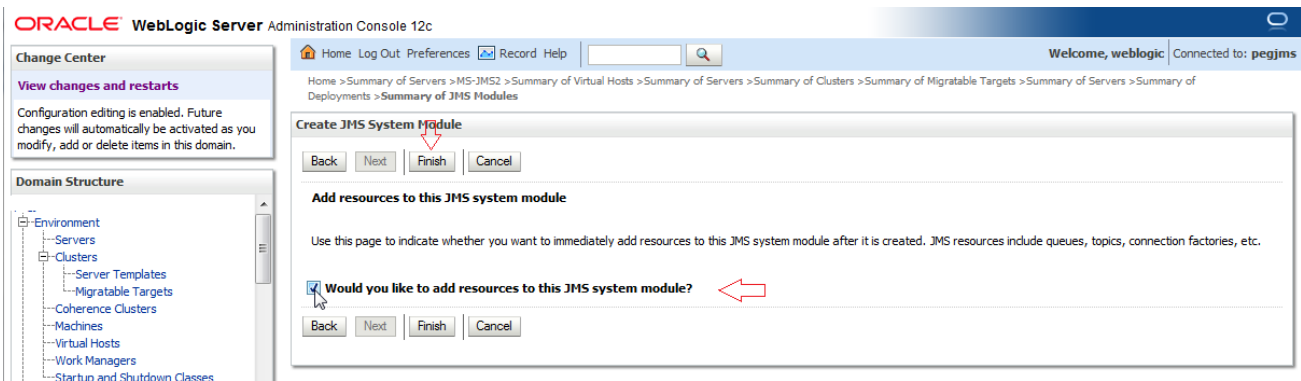 ORACLE WebLogic Server Administration Console 12c
Change Center
View changes and restarts
Configuration editing is enabled. Future
changes will automatically be activated as you
modify, add or delete items in this domain.
Domain Structure
Environment
Servers
Clusters
Server Templates
Migratable Targets
Coherence Clusters
Machines
Virtual Hosts
Work Managers
Startup and Shutdown Classes
Home Log Out Preferences Record Help
Welcome, weblogic Connected to: pegjms
Home >Summary of Servers >MS-JMS2 >Summary of Virtual Hosts >Summary of Servers >Summary of Clusters >Summary of Migratable Targets >Summary of Servers >Summary of
Deployments >Summary of JMS Modules
Create JMS System Module
Back Next Finish Cancel
Add resources to this JMS system module
Use this page to indicate whether you want to immediately add resources to this JMS system module after it is created. JMS resources include queues, topics, connection factories, etc.
Would you like to add resources to this JMS system module?
Back Next Finish Cancel